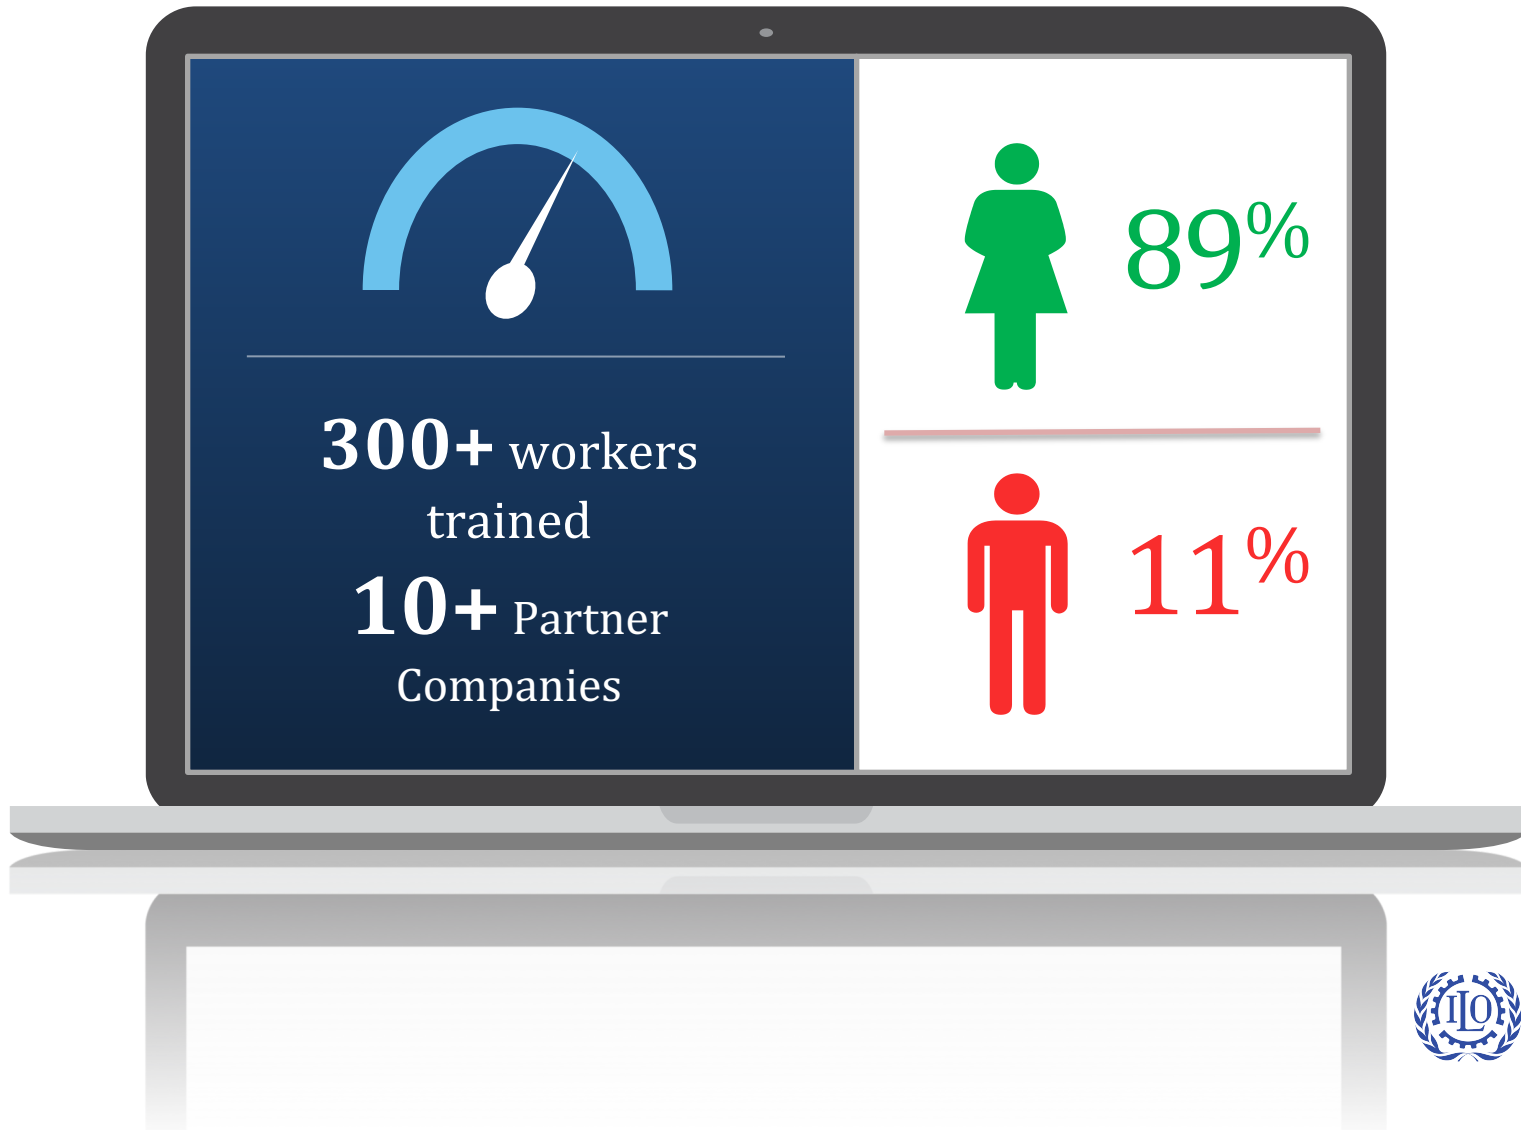 300+ workers
trained
10+ Partner
Companies
89%
11%
ILO